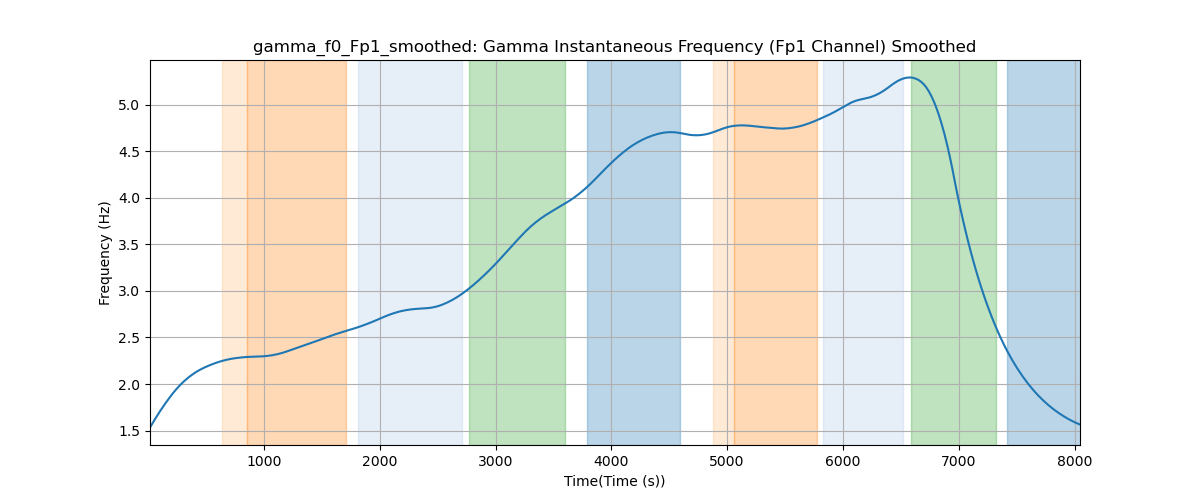 gamma_f0_Fp1_smoothed: Gamma Instantaneous Frequency (Fp1 Channel) Smoothed
Frequency (Hz)
5.0
4.5
4.0
3.5
3.0
2.5
2.0
1.5
1000 2000 3000 4000 5000 6000 7000 8000
Time(Time (s))